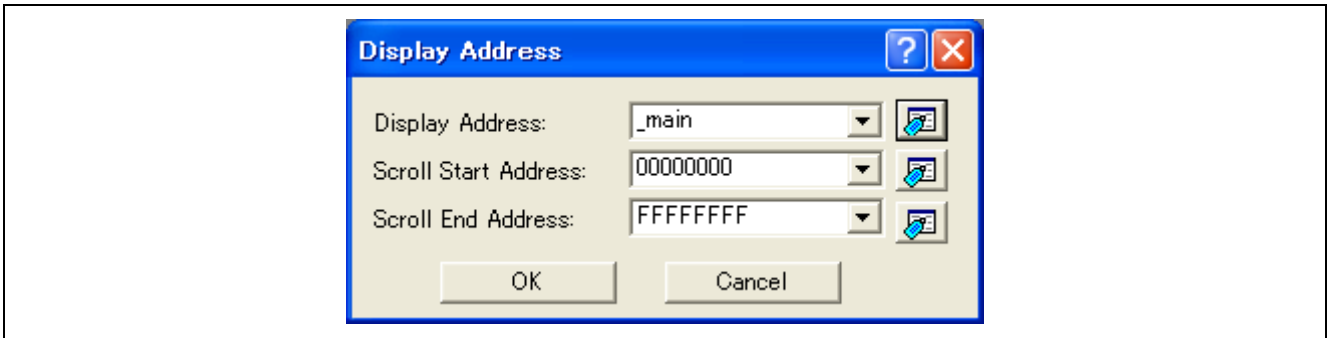 Display Address
Display Address: _main
Scroll Start Address: 00000000
Scroll End Address: FFFFFFFF
OK Cancel